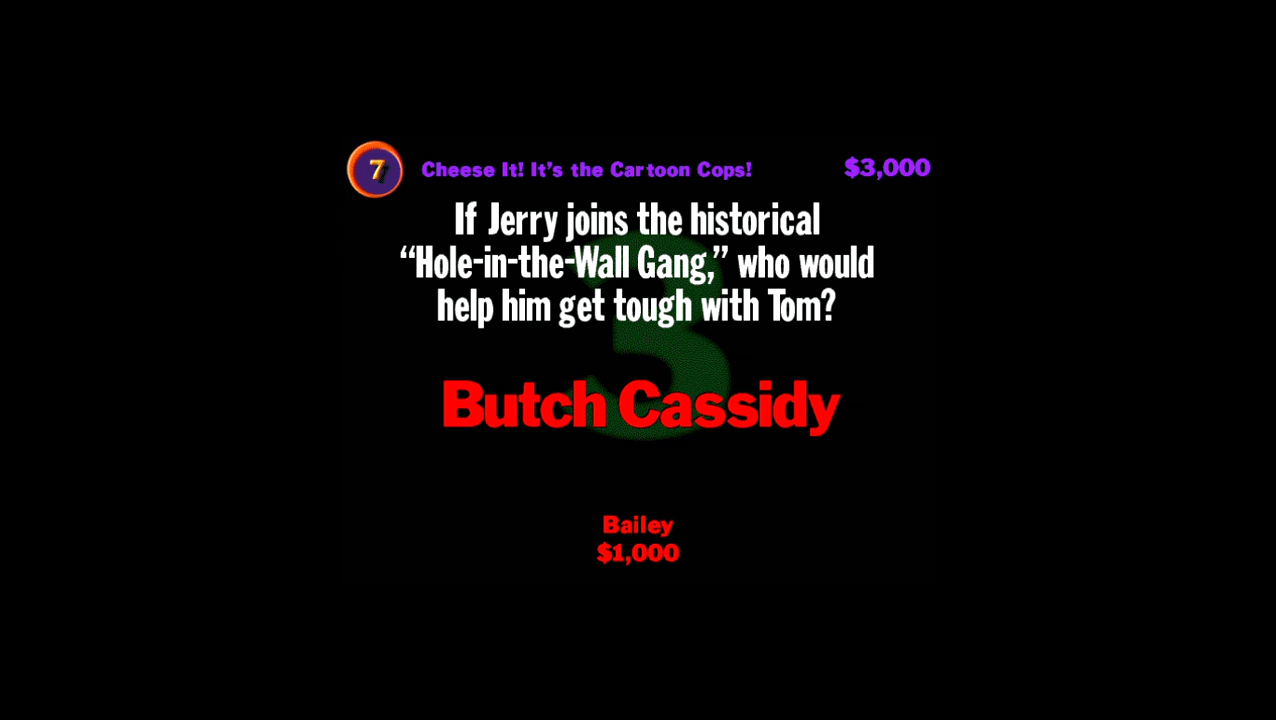 7 Cheese It! It's the Cartoon Cops! $3,000
If Jerry joins the historical
“Hole-in-the-Wall Gang,” who would
help him get tough with Tom?
3
Butch Cassidy
Bailey
$1,000